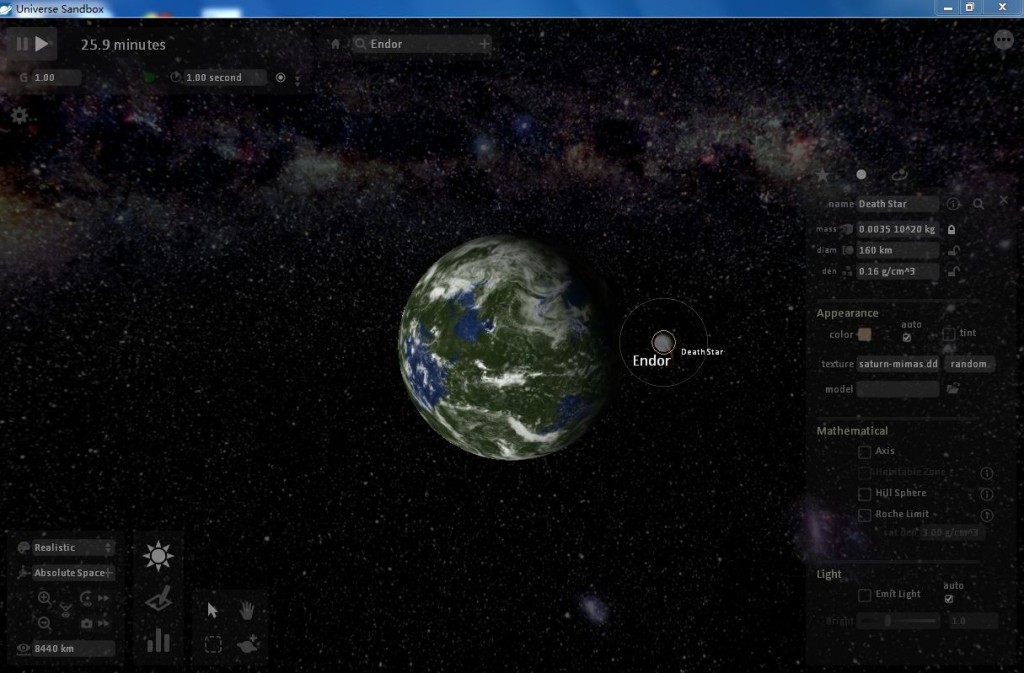 Universe Sandbox
25.9 minutes
Endor
G 1.00
1.00 second
name Death Star
mass 0.0035 10^20 kg
diam 160 km
den 0.16 g/cm^3
Appearance
auto
color
tint
texture saturn-mimas.dd random
model
Endor
Death Star
Mathematical
Axis
Habitable Zone
Hill Sphere
Roche Limit
set den 3.00 g/cm^3
Light
auto
Emit Light
Bright 1.0
Realistic
Absolute Space
8440 km